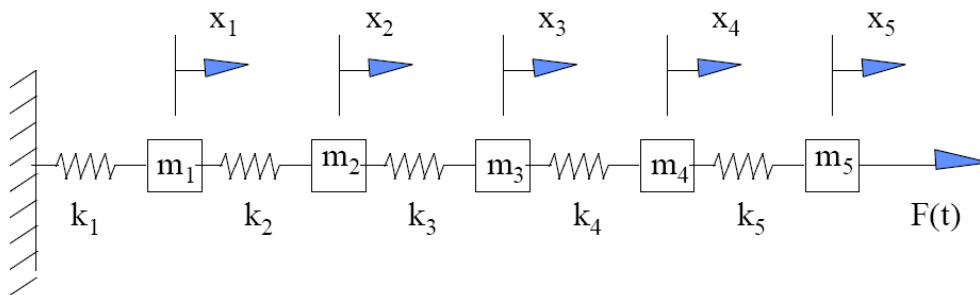 x₁ x₂ x₃ x₄ x₅
m₁ m₂ m₃ m₄ m₅
k₁ k₂ k₃ k₄ k₅ F(t)